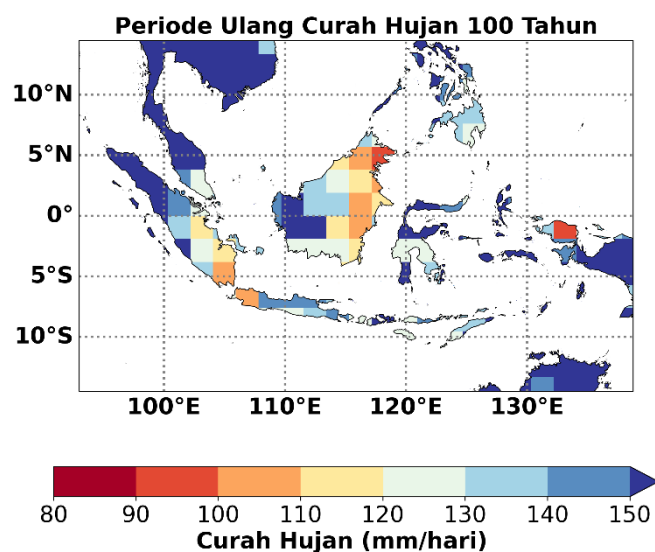 Periode Ulang Curah Hujan 100 Tahun
10°N
5°N
0°
5°S
10°S
100°E 110°E 120°E 130°E
80 90 100 110 120 130 140 150
Curah Hujan (mm/hari)